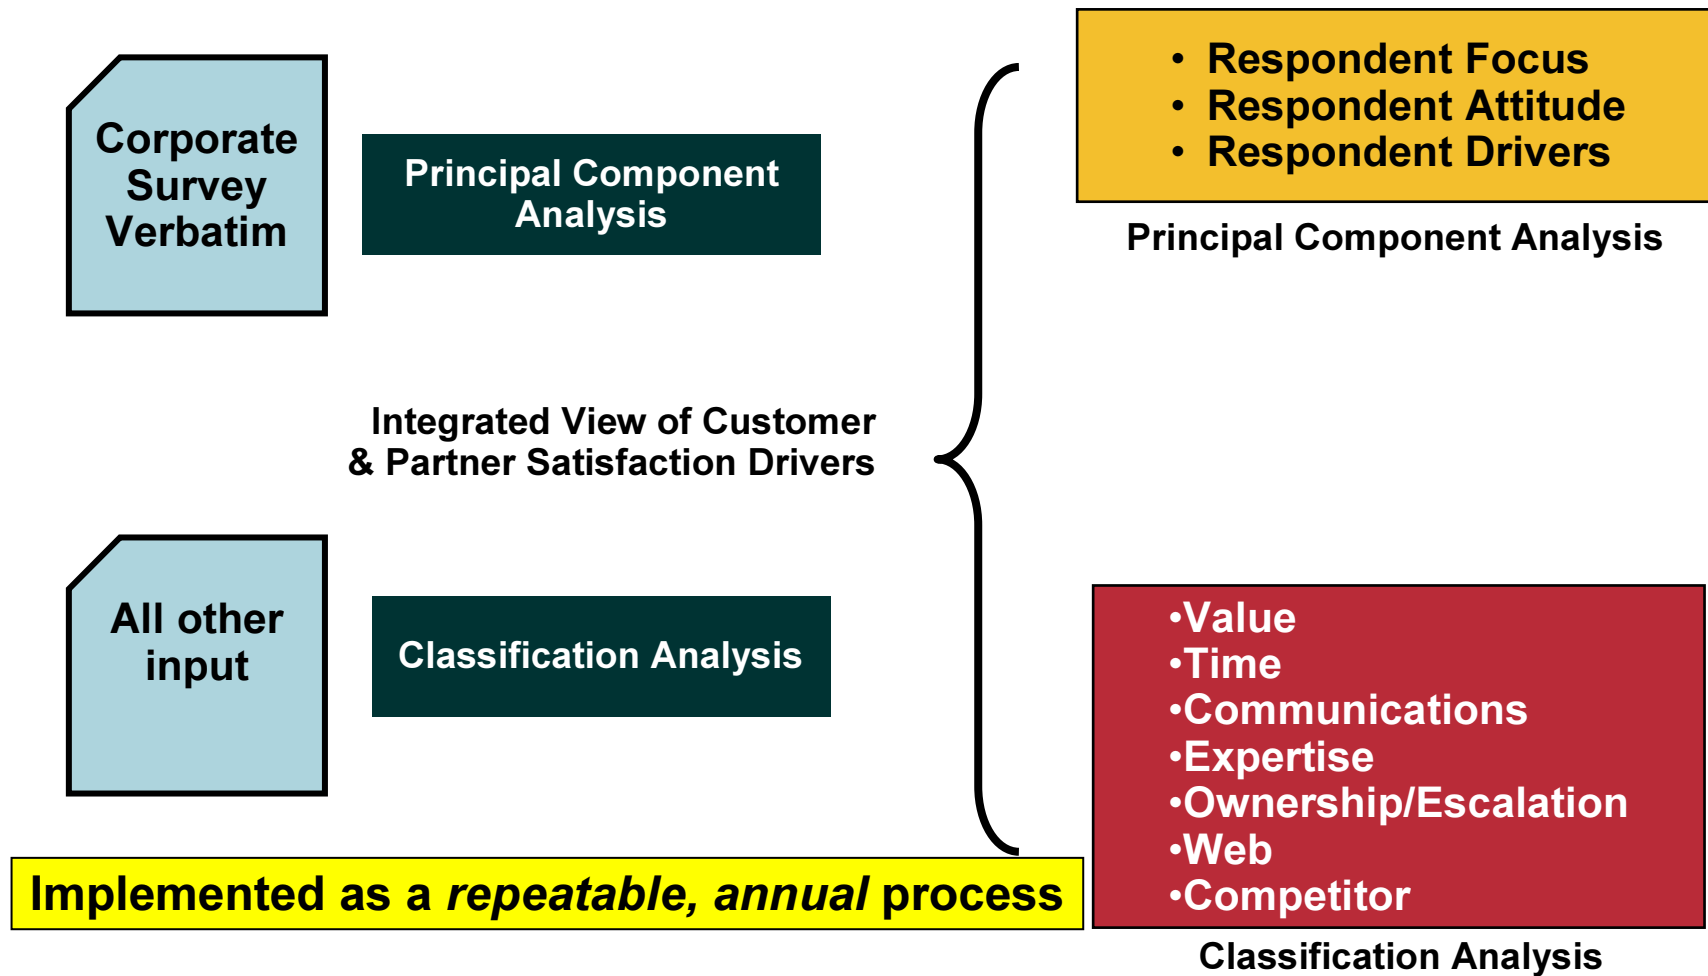 Corporate
Survey
Verbatim
Principal Component
Analysis
• Respondent Focus
• Respondent Attitude
• Respondent Drivers
Principal Component Analysis
Integrated View of Customer
& Partner Satisfaction Drivers
All other
input
Classification Analysis
•Value
•Time
•Communications
•Expertise
•Ownership/Escalation
•Web
•Competitor
Classification Analysis
Implemented as a repeatable, annual process